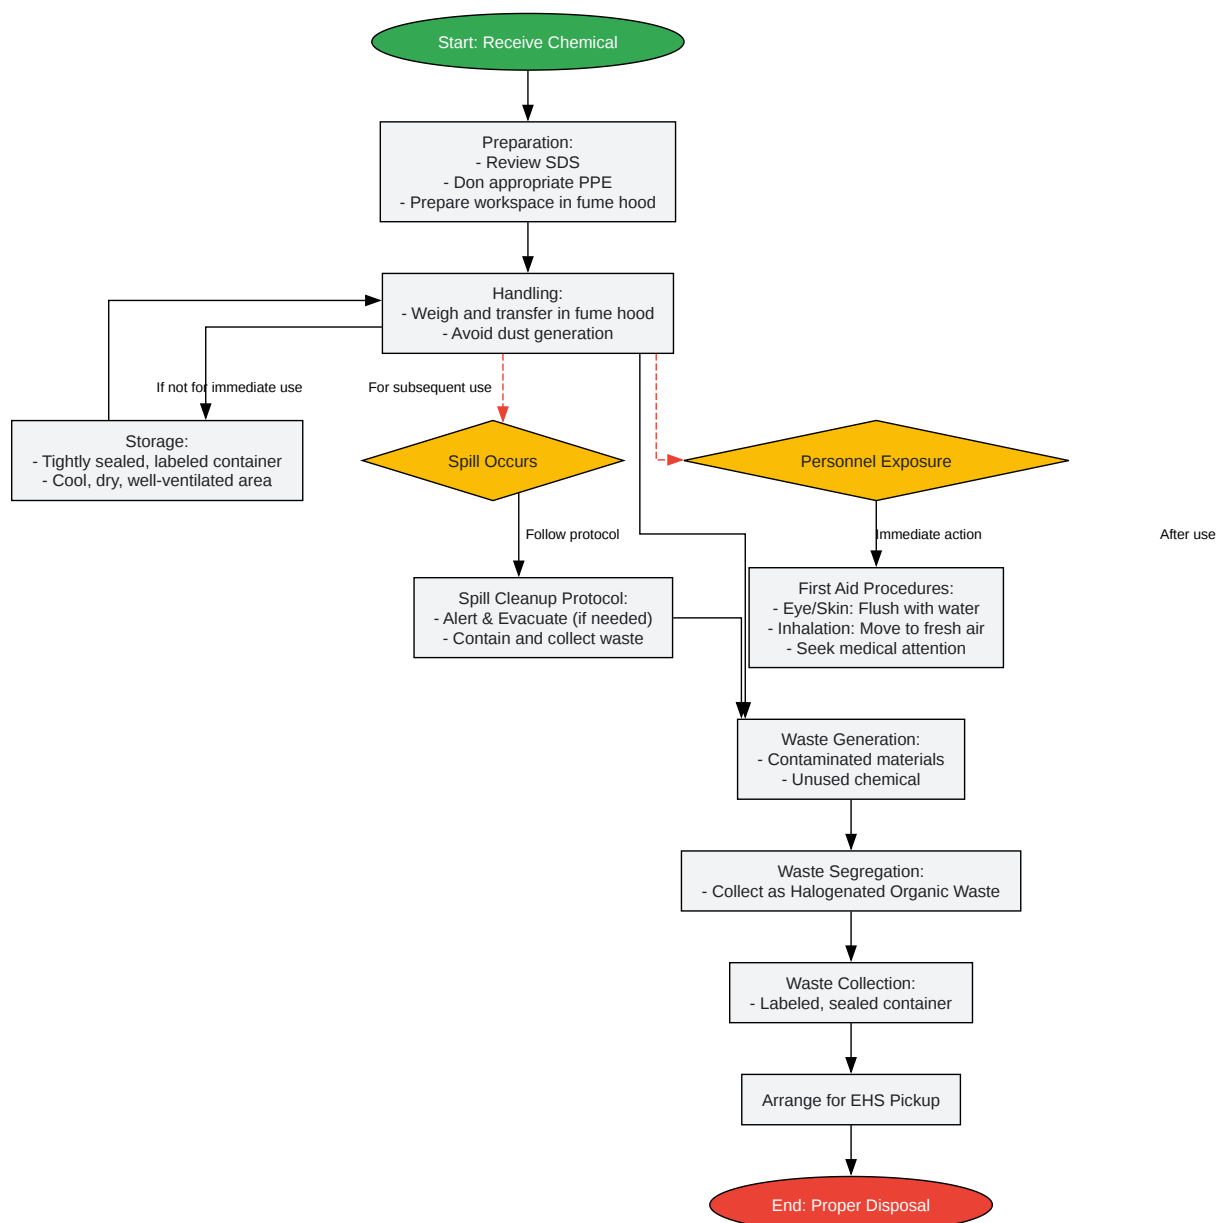 Start: Receive Chemical
Preparation:
- Review SDS
- Don appropriate PPE
- Prepare workspace in fume hood
Handling:
- Weigh and transfer in fume hood
- Avoid dust generation
If not for immediate use
For subsequent use
Storage:
- Tightly sealed, labeled container
- Cool, dry, well-ventilated area
Spill Occurs
Personnel Exposure
Follow protocol
Immediate action
After use
Spill Cleanup Protocol:
- Alert & Evacuate (if needed)
- Contain and collect waste
First Aid Procedures:
- Eye/Skin: Flush with water
- Inhalation: Move to fresh air
- Seek medical attention
Waste Generation:
- Contaminated materials
- Unused chemical
Waste Segregation:
- Collect as Halogenated Organic Waste
Waste Collection:
- Labeled, sealed container
Arrange for EHS Pickup
End: Proper Disposal